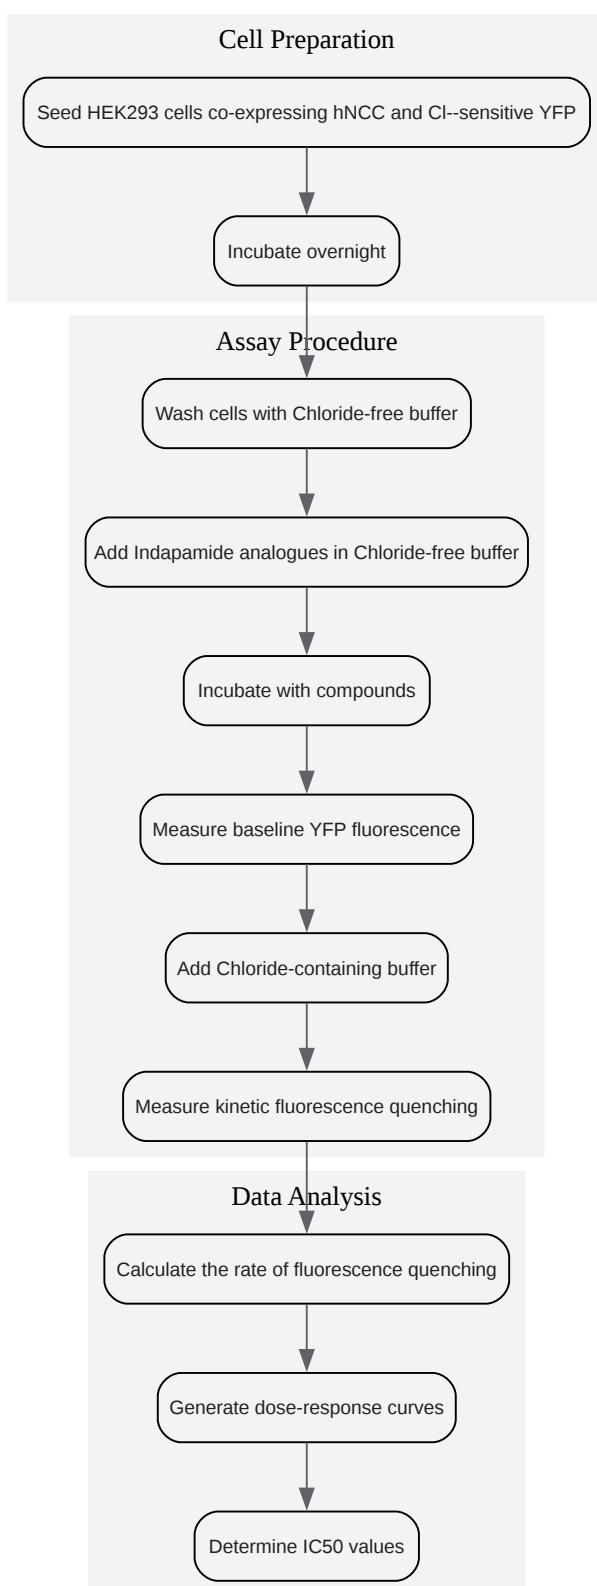 Cell Preparation
Seed HEK293 cells co-expressing hNCC and Cl--sensitive YFP
Incubate overnight
Assay Procedure
Wash cells with Chloride-free buffer
Add Indapamide analogues in Chloride-free buffer
Incubate with compounds
Measure baseline YFP fluorescence
Add Chloride-containing buffer
Measure kinetic fluorescence quenching
Data Analysis
Calculate the rate of fluorescence quenching
Generate dose-response curves
Determine IC50 values